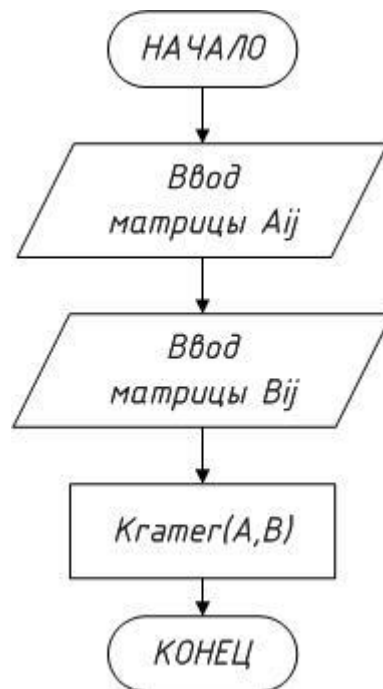 НАЧАЛО
Ввод
матрицы Aij
Ввод
матрицы Bij
Kramer(A,B)
КОНЕЦ